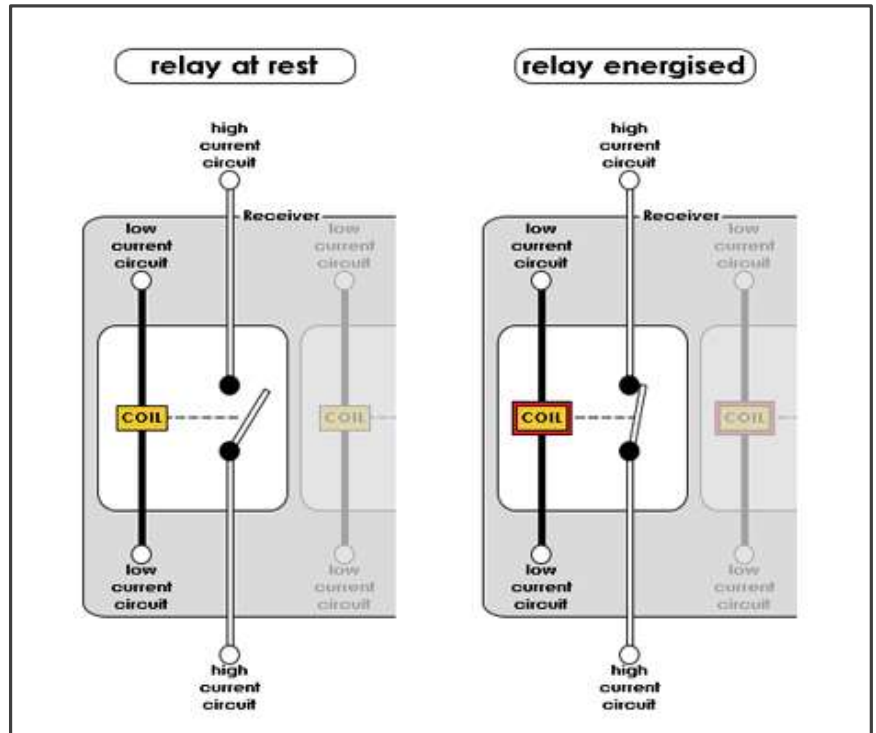 relay at rest
high
current
circuit
Receiver
low
current
circuit
low
current
circuit
COIL
COIL
low
current
circuit
low
current
circuit
high
current
circuit
relay energised
high
current
circuit
Receiver
low
current
circuit
low
current
circuit
COIL
COIL
low
current
circuit
low
current
circuit
high
current
circuit